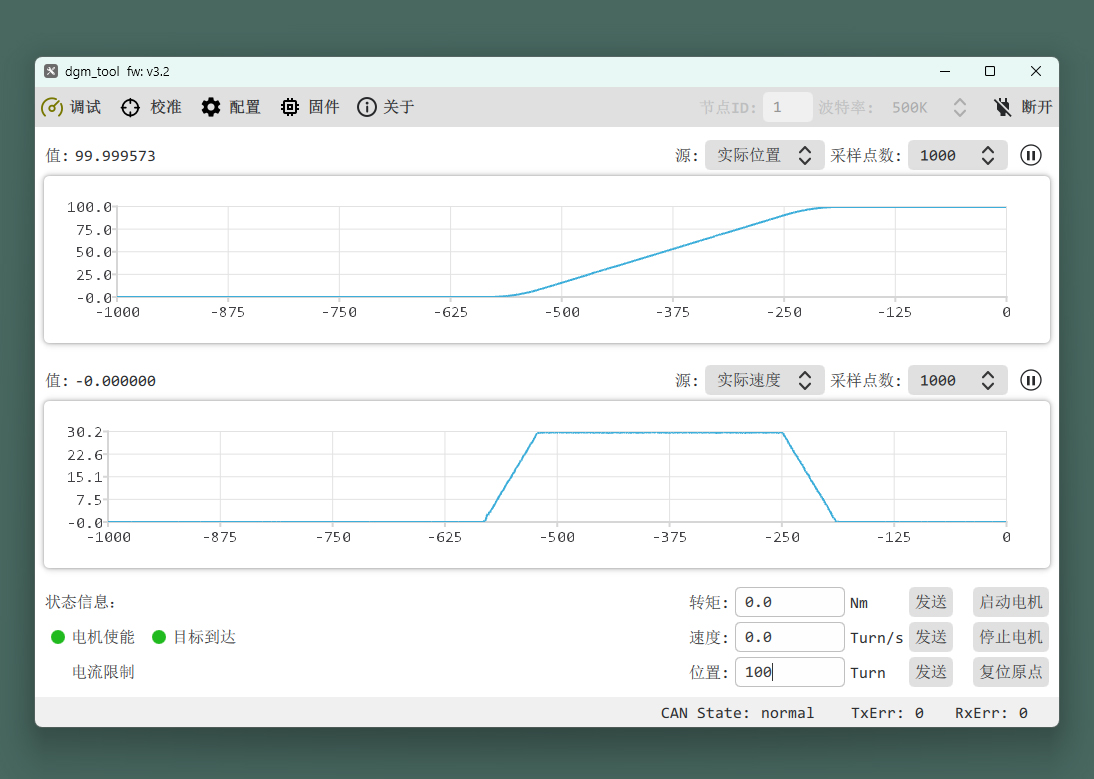 dgm_tool fw: v3.2
调试 校准 配置 固件 关于 节点ID: 1 波特率: 500K 断开
值: 99.999573 源: 实际位置 采样点数: 1000
100.0
75.0
50.0
25.0
-0.0
-1000 -875 -750 -625 -500 -375 -250 -125 0
值: -0.000000 源: 实际速度 采样点数: 1000
30.2
22.6
15.1
7.5
-0.0
-1000 -875 -750 -625 -500 -375 -250 -125 0
状态信息: 转矩: 0.0 Nm 发送 启动电机
电机使能 目标到达 速度: 0.0 Turn/s 发送 停止电机
电流限制 位置: 100 Turn 发送 复位原点
CAN State: normal TxErr: 0 RxErr: 0